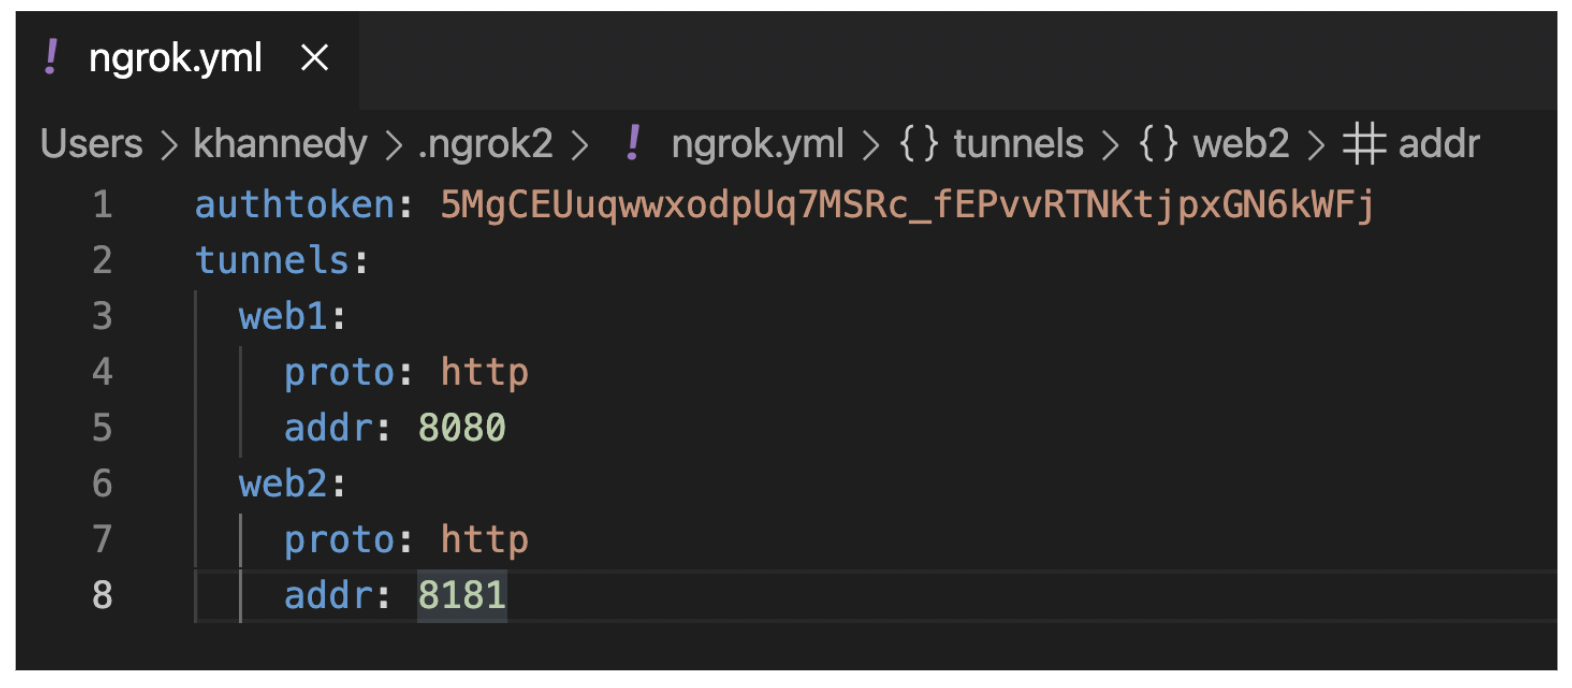 ! ngrok.yml ×
Users > khannedy > .ngrok2 > ! ngrok.yml > {} tunnels > {} web2 > # addr
1 authtoken: 5MgCEUuqwwxodpUq7MSRc_fEPvvRTNKtjpxGN6kWFj
2 tunnels:
3   web1:
4     proto: http
5     addr: 8080
6   web2:
7     proto: http
8     addr: 8181